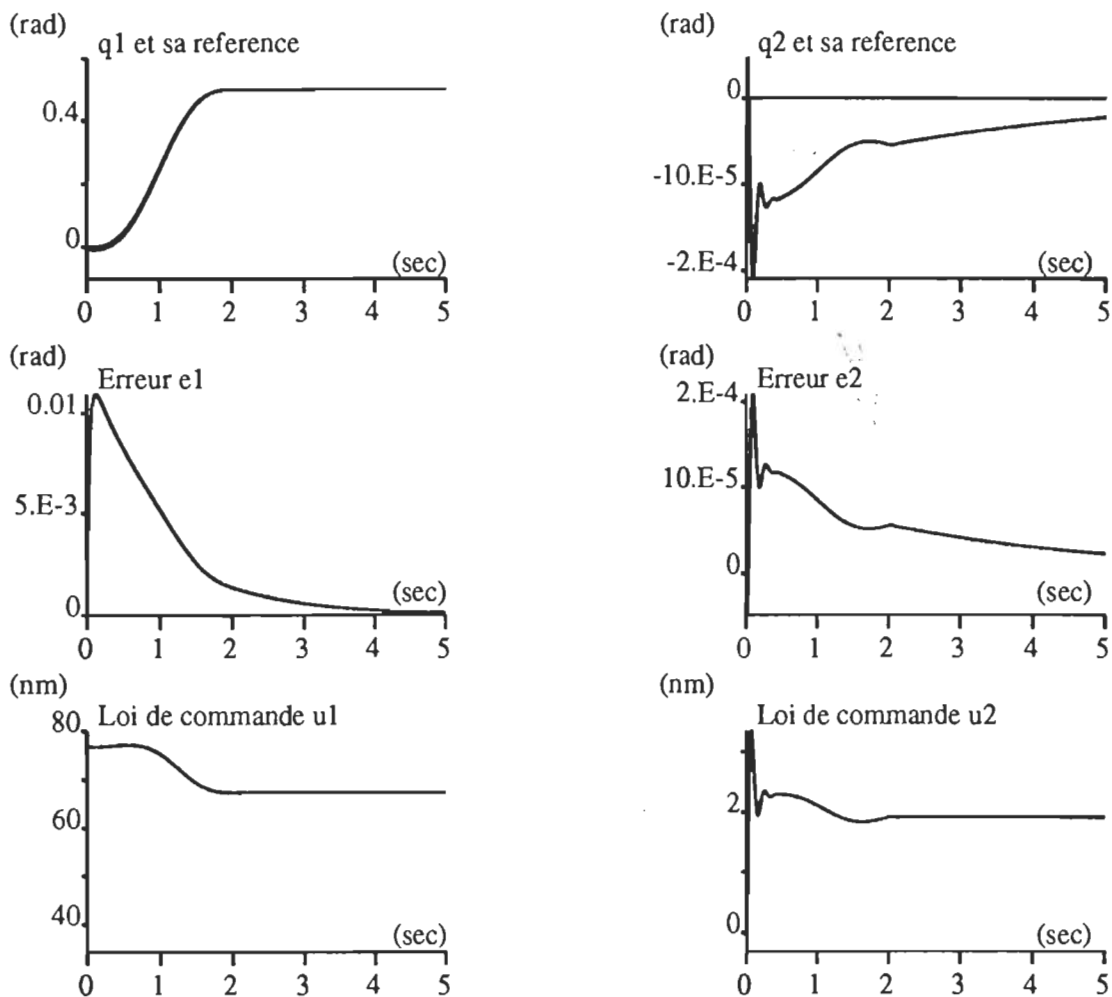 (rad)
q1 et sa reference
0.4
0
(sec)
0 1 2 3 4 5
(rad)
q2 et sa reference
0
-10.E-5
-2.E-4
(sec)
0 1 2 3 4 5
(rad)
Erreur e1
0.01
5.E-3
0
(sec)
0 1 2 3 4 5
(rad)
Erreur e2
2.E-4
10.E-5
0
(sec)
0 1 2 3 4 5
(nm)
Loi de commande u1
80
60
40
(sec)
0 1 2 3 4 5
(nm)
Loi de commande u2
2
0
(sec)
0 1 2 3 4 5